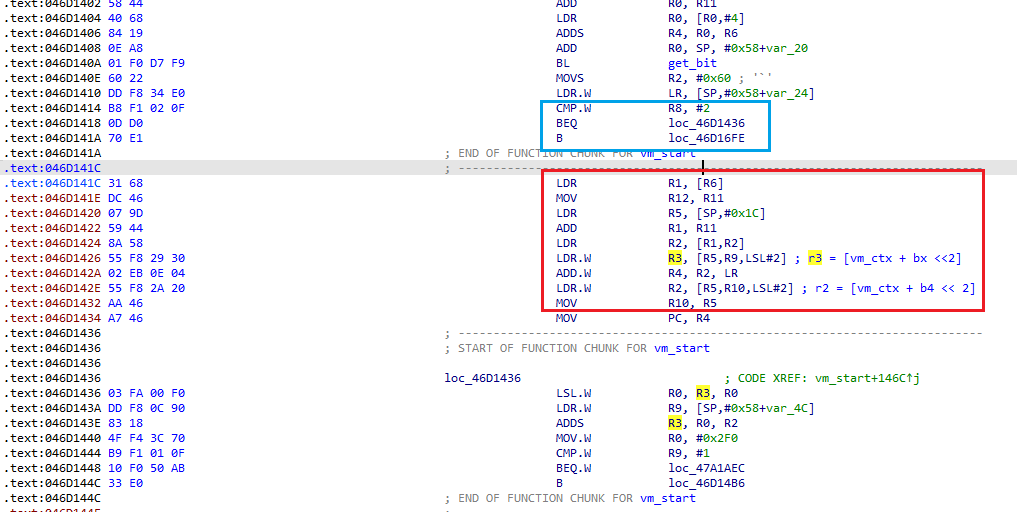 .text:046D1402 58 44 ADD R0, R11
.text:046D1404 40 68 LDR R0, [R0,#4]
.text:046D1406 84 19 ADDS R4, R0, R6
.text:046D1408 0E A8 ADD R0, SP, #0x58+var_20
.text:046D140A 01 F0 D7 F9 BL get_bit
.text:046D140E 60 22 MOVS R2, #0x60 ; '`'
.text:046D1410 DD F8 34 E0 LDR.W LR, [SP,#0x58+var_24]
.text:046D1414 B8 F1 02 0F CMP.W R8, #2
.text:046D1418 0D D0 BEQ loc_46D1436
.text:046D141A 70 E1 B loc_46D16FE
.text:046D141A ; END OF FUNCTION CHUNK FOR vm_start
.text:046D141C ; ---------------------------------------------------------------------------
.text:046D141C 31 68 LDR R1, [R6]
.text:046D141E DC 46 MOV R12, R11
.text:046D1420 07 9D LDR R5, [SP,#0x1C]
.text:046D1422 59 44 ADD R1, R11
.text:046D1424 8A 58 LDR R2, [R1,R2]
.text:046D1426 55 F8 29 30 LDR.W R3, [R5,R9,LSL#2] ; r3 = [vm_ctx + bx <<2]
.text:046D142A 02 EB 0E 04 ADD.W R4, R2, LR
.text:046D142E 55 F8 2A 20 LDR.W R2, [R5,R10,LSL#2] ; r2 = [vm_ctx + b4 << 2]
.text:046D1432 AA 46 MOV R10, R5
.text:046D1434 A7 46 MOV PC, R4
.text:046D1436 ; ---------------------------------------------------------------------------
.text:046D1436 ; START OF FUNCTION CHUNK FOR vm_start
.text:046D1436
.text:046D1436 loc_46D1436 ; CODE XREF: vm_start+146C↑j
.text:046D1436 03 FA 00 F0 LSL.W R0, R3, R0
.text:046D143A DD F8 0C 90 LDR.W R9, [SP,#0x58+var_4C]
.text:046D143E 83 18 ADDS R3, R0, R2
.text:046D1440 4F F4 3C 70 MOV.W R0, #0x2F0
.text:046D1444 B9 F1 01 0F CMP.W R9, #1
.text:046D1448 10 F0 50 AB BEQ.W loc_47A1AEC
.text:046D144C 33 E0 B loc_46D14B6
.text:046D144C ; END OF FUNCTION CHUNK FOR vm_start